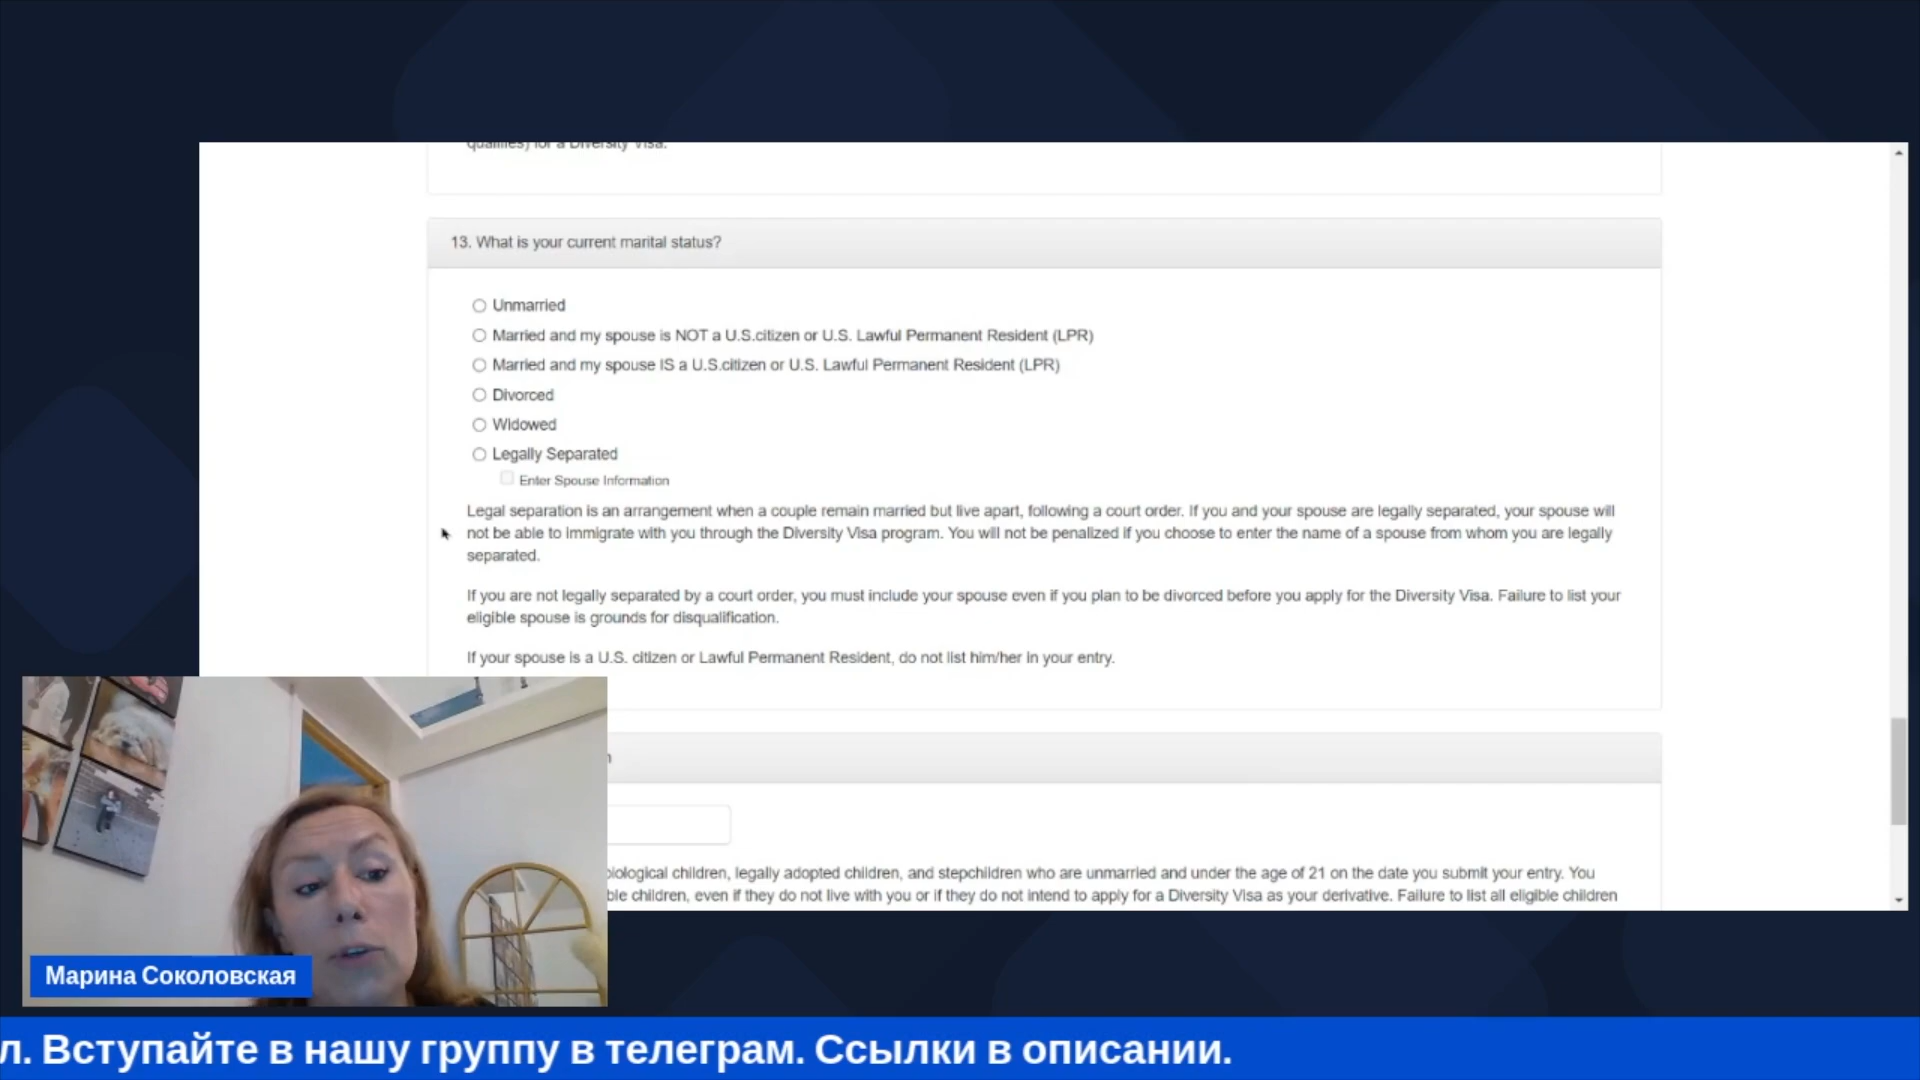 qualifies) for a Diversity Visa.
13. What is your current marital status?
Unmarried
Married and my spouse is NOT a U.S.citizen or U.S. Lawful Permanent Resident (LPR)
Married and my spouse IS a U.S.citizen or U.S. Lawful Permanent Resident (LPR)
Divorced
Widowed
Legally Separated
Enter Spouse Information
Legal separation is an arrangement when a couple remain married but live apart, following a court order. If you and your spouse are legally separated, your spouse will
not be able to immigrate with you through the Diversity Visa program. You will not be penalized if you choose to enter the name of a spouse from whom you are legally
separated.
If you are not legally separated by a court order, you must include your spouse even if you plan to be divorced before you apply for the Diversity Visa. Failure to list your
eligible spouse is grounds for disqualification.
If your spouse is a U.S. citizen or Lawful Permanent Resident, do not list him/her in your entry.
biological children, legally adopted children, and stepchildren who are unmarried and under the age of 21 on the date you submit your entry. You
children, even if they do not live with you or if they do not intend to apply for a Diversity Visa as your derivative. Failure to list all eligible children
Марина Соколовская
л. Вступайте в нашу группу в телеграм. Ссылки в описании.